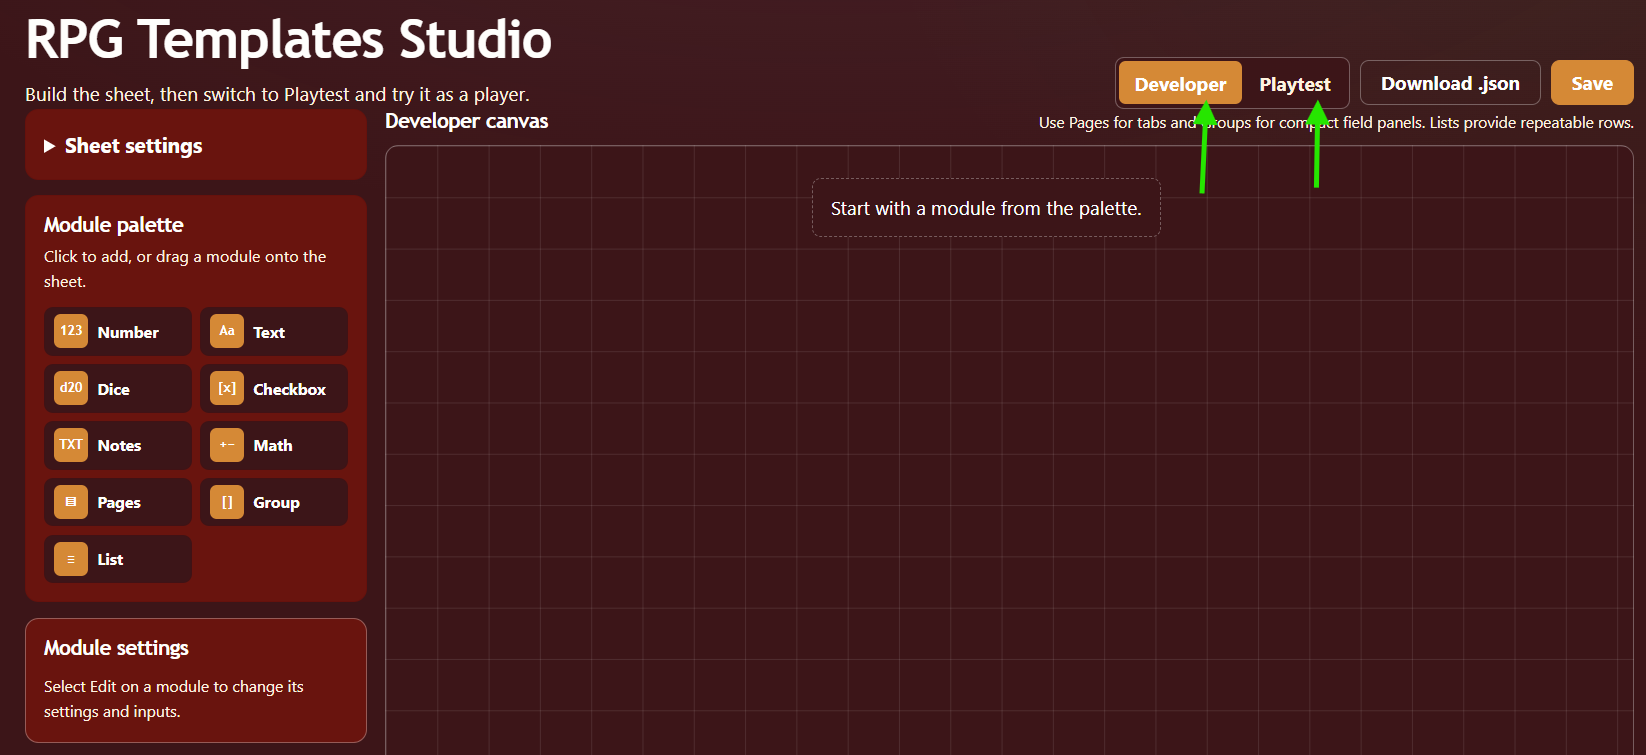 RPG Templates Studio
Build the sheet, then switch to Playtest and try it as a player.
Developer
Playtest
Download .json
Save
Sheet settings
Developer canvas
Use Pages for tabs and Groups for compact field panels. Lists provide repeatable rows.
Start with a module from the palette.
Module palette
Click to add, or drag a module onto the
sheet.
123 Number
Aa Text
d20 Dice
[x] Checkbox
TXT Notes
+− Math
Pages
[ ] Group
List
Module settings
Select Edit on a module to change its
settings and inputs.